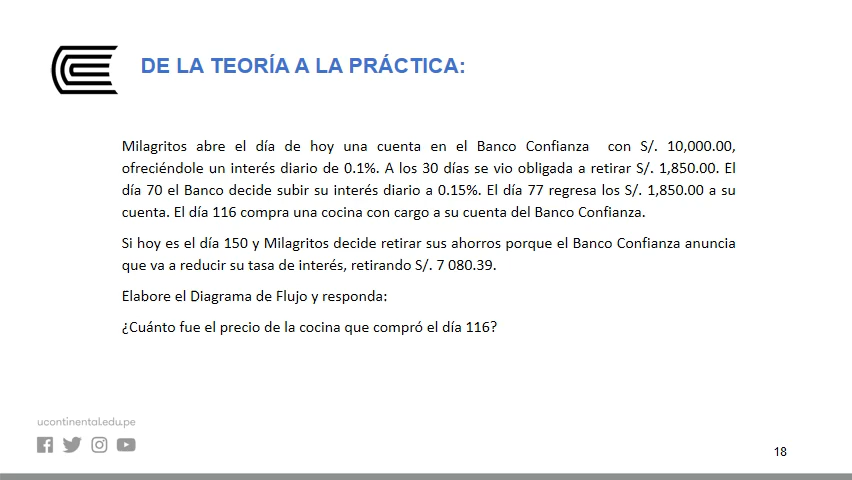 DE LA TEORÍA A LA PRÁCTICA:
Milagritos abre el día de hoy una cuenta en el Banco Confianza con S/. 10,000.00,
ofreciéndole un interés diario de 0.1%. A los 30 días se vio obligada a retirar S/. 1,850.00. El
día 70 el Banco decide subir su interés diario a 0.15%. El día 77 regresa los S/. 1,850.00 a su
cuenta. El día 116 compra una cocina con cargo a su cuenta del Banco Confianza.
Si hoy es el día 150 y Milagritos decide retirar sus ahorros porque el Banco Confianza anuncia
que va a reducir su tasa de interés, retirando S/. 7 080.39.
Elabore el Diagrama de Flujo y responda:
¿Cuánto fue el precio de la cocina que compró el día 116?
ucontinental.edu.pe
18